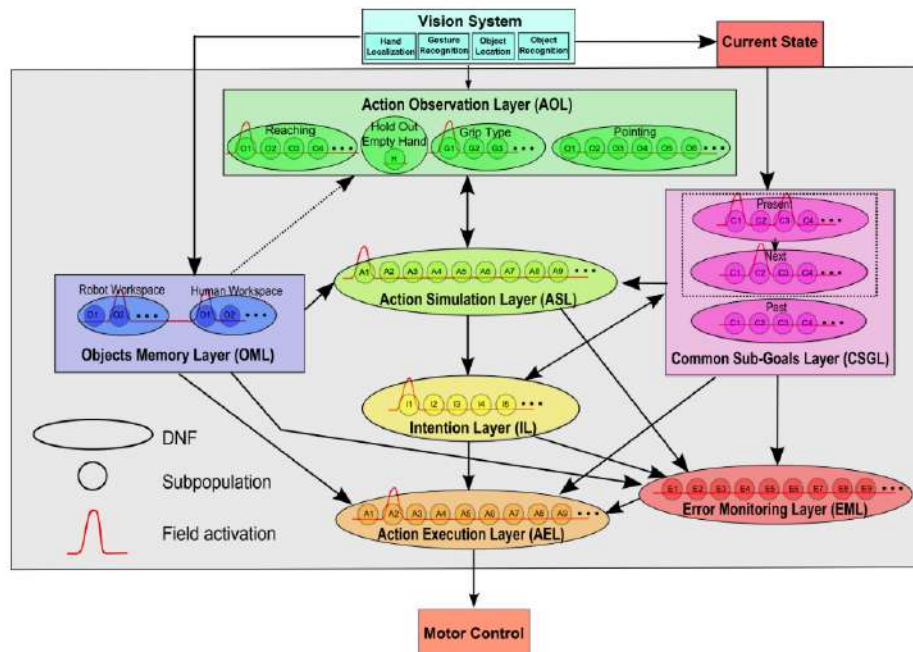 Vision System
Hand Localization
Gesture Recognition
Object Location
Object Recognition
Current State
Action Observation Layer (AOL)
Reaching
O1 O2 O3 O4 •••
Hold Out Empty Hand
H
Grip Type
G1 G2 G3 •••
Pointing
O1 O2 O3 O4 O5 O6 •••
Present
C1 C2 C3 C4 •••
Next
C1 C2 C3 C4 •••
Past
C1 C2 C3 C4 •••
Common Sub-Goals Layer (CSGL)
A1 A2 A3 A4 A5 A6 A7 A8 A9 •••
Action Simulation Layer (ASL)
Robot Workspace
O1 O2 •••
Human Workspace
O1 O2 •••
Objects Memory Layer (OML)
I1 I2 I3 I4 I5 •••
Intention Layer (IL)
E1 E2 E3 E4 E5 E6 E7 E8 E9 •••
Error Monitoring Layer (EML)
A1 A2 A3 A4 A5 A6 A7 A8 A9 •••
Action Execution Layer (AEL)
DNF
Subpopulation
Field activation
Motor Control